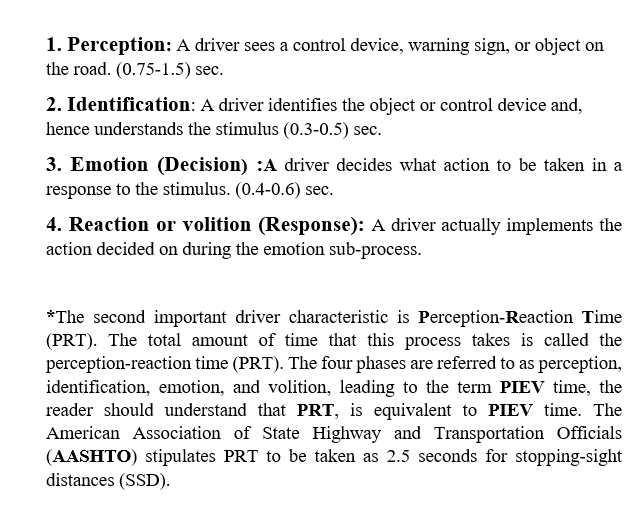 1. Perception: A driver sees a control device, warning sign, or object on
the road. (0.75-1.5) sec.
2. Identification: A driver identifies the object or control device and,
hence understands the stimulus (0.3-0.5) sec.
3. Emotion (Decision) :A driver decides what action to be taken in a
response to the stimulus. (0.4-0.6) sec.
4. Reaction or volition (Response): A driver actually implements the
action decided on during the emotion sub-process.
*The second important driver characteristic is Perception-Reaction Time
(PRT). The total amount of time that this process takes is called the
perception-reaction time (PRT). The four phases are referred to as perception,
identification, emotion, and volition, leading to the term PIEV time, the
reader should understand that PRT, is equivalent to PIEV time. The
American Association of State Highway and Transportation Officials
(AASHTO) stipulates PRT to be taken as 2.5 seconds for stopping-sight
distances (SSD).